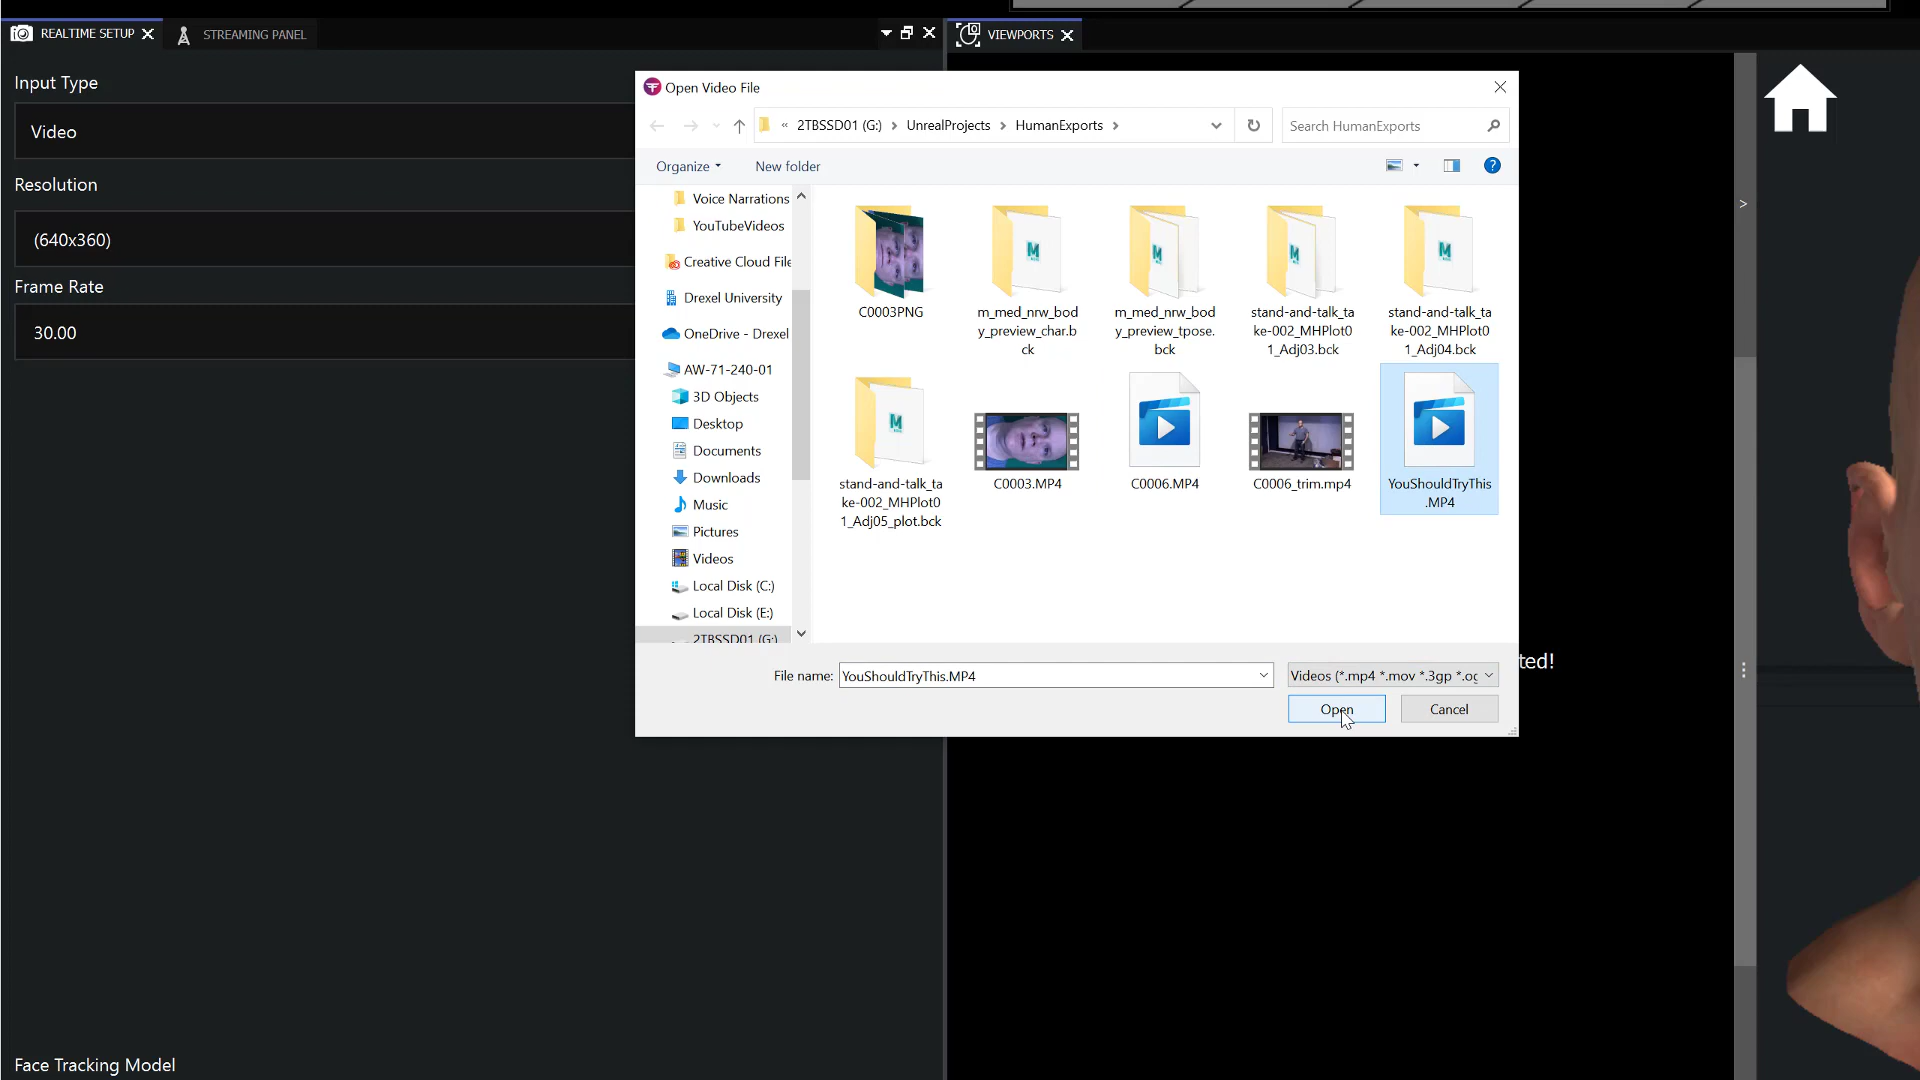 REALTIME SETUP
STREAMING PANEL
VIEWPORTS
Input Type
Video
Resolution
(640x360)
Frame Rate
30.00
Face Tracking Model
Open Video File
« 2TBSSD01 (G:) > UnrealProjects > HumanExports >
Search HumanExports
Organize
New folder
Voice Narrations
YouTubeVideos
Creative Cloud File
Drexel University
OneDrive - Drexel
AW-71-240-01
3D Objects
Desktop
Documents
Downloads
Music
Pictures
Videos
Local Disk (C:)
Local Disk (E:)
2TBSSD01 (G:)
C0003PNG
m_med_nrw_bod
y_preview_char.b
ck
m_med_nrw_bod
y_preview_tpose.
bck
stand-and-talk_ta
ke-002_MHPlot0
1_Adj03.bck
stand-and-talk_ta
ke-002_MHPlot0
1_Adj04.bck
stand-and-talk_ta
ke-002_MHPlot0
1_Adj05_plot.bck
C0003.MP4
C0006.MP4
C0006_trim.mp4
YouShouldTryThis
.MP4
File name:
YouShouldTryThis.MP4
Videos (*.mp4 *.mov *.3gp *.og
Open
Cancel
ted!